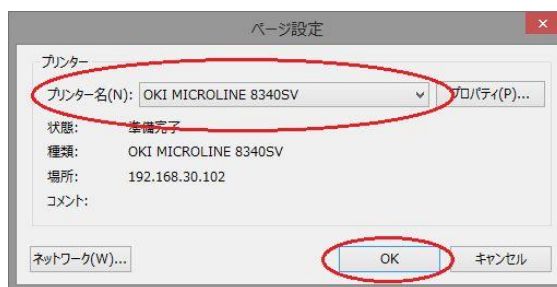 ページ設定
プリンター
プリンター名(N): OKI MICROLINE 8340SV プロパティ(P)...
状態: 準備完了
種類: OKI MICROLINE 8340SV
場所: 192.168.30.102
コメント:
ネットワーク(W)... OK キャンセル